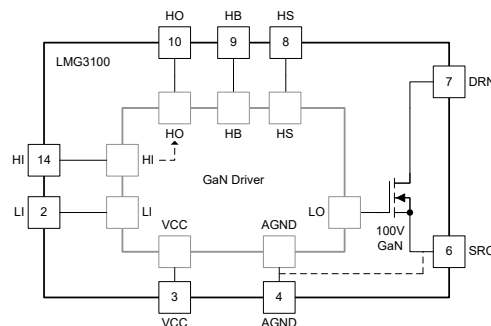 HO HB HS
10 9 8
LMG3100
7 DRN
HO HB HS
14
HI HI
GaN Driver
LI 2 LI
LO
VCC AGND
100V
GaN
6 SRC
3 4
VCC AGND